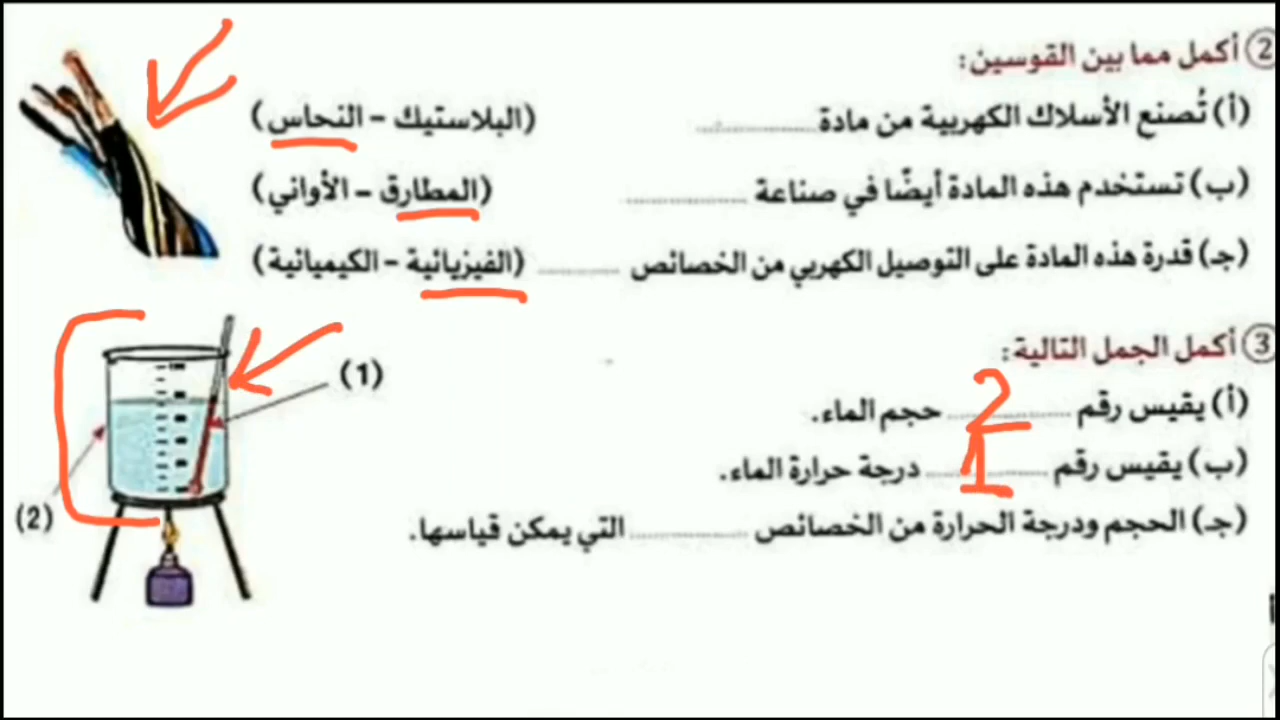 ② أكمل مما بين القوسين:
(أ) تُصنع الأسلاك الكهربية من مادة ............ (البلاستيك – النحاس)
(ب) تستخدم هذه المادة أيضًا في صناعة ............ (المطارق – الأواني)
(جـ) قدرة هذه المادة على التوصيل الكهربي من الخصائص ............ (الفيزيائية – الكيميائية)
③ أكمل الجمل التالية:
(1)
(أ) يقيس رقم ....2.... حجم الماء.
(ب) يقيس رقم ....1.... درجة حرارة الماء.
(2)
(جـ) الحجم ودرجة الحرارة من الخصائص ............ التي يمكن قياسها.